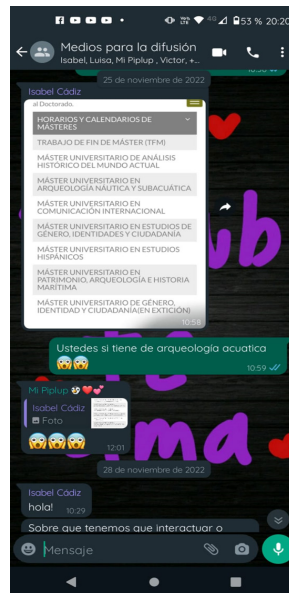 53 % 20:20
Medios para la difusión
Isabel, Luisa, Mi Piplup , Victor, +...
25 de noviembre de 2022
Isabel Cádiz
al Doctorado.
HORARIOS Y CALENDARIOS DE
MÁSTERES
TRABAJO DE FIN DE MÁSTER (TFM)
MÁSTER UNIVERSITARIO DE ANÁLISIS
HISTÓRICO DEL MUNDO ACTUAL
MÁSTER UNIVERSITARIO EN
ARQUEOLOGÍA NÁUTICA Y SUBACUÁTICA
MÁSTER UNIVERSITARIO EN
COMUNICACIÓN INTERNACIONAL
MÁSTER UNIVERSITARIO EN ESTUDIOS DE
GÉNERO, IDENTIDADES Y CIUDADANÍA
MÁSTER UNIVERSITARIO EN ESTUDIOS
HISPÁNICOS
MÁSTER UNIVERSITARIO EN
PATRIMONIO, ARQUEOLOGÍA E HISTORIA
MARÍTIMA
MÁSTER UNIVERSITARIO DE GÉNERO,
IDENTIDAD Y CIUDADANÍA(EN EXTICIÓN)
10:58
Ustedes si tiene de arqueología acuatica
😱😱 10:59
Mi Piplup 🤣❤️💕
Isabel Cádiz
Foto
😱😱😱 12:01
28 de noviembre de 2022
Isabel Cádiz
hola! 10:29
Sobre que tenemos que interactuar o
Mensaje